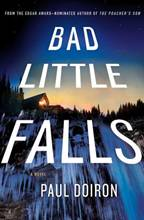 FROM THE EDGAR AWARD–NOMINATED AUTHOR OF THE POACHER'S SON
BAD
LITTLE
FALLS
A NOVEL
PAUL DOIRON